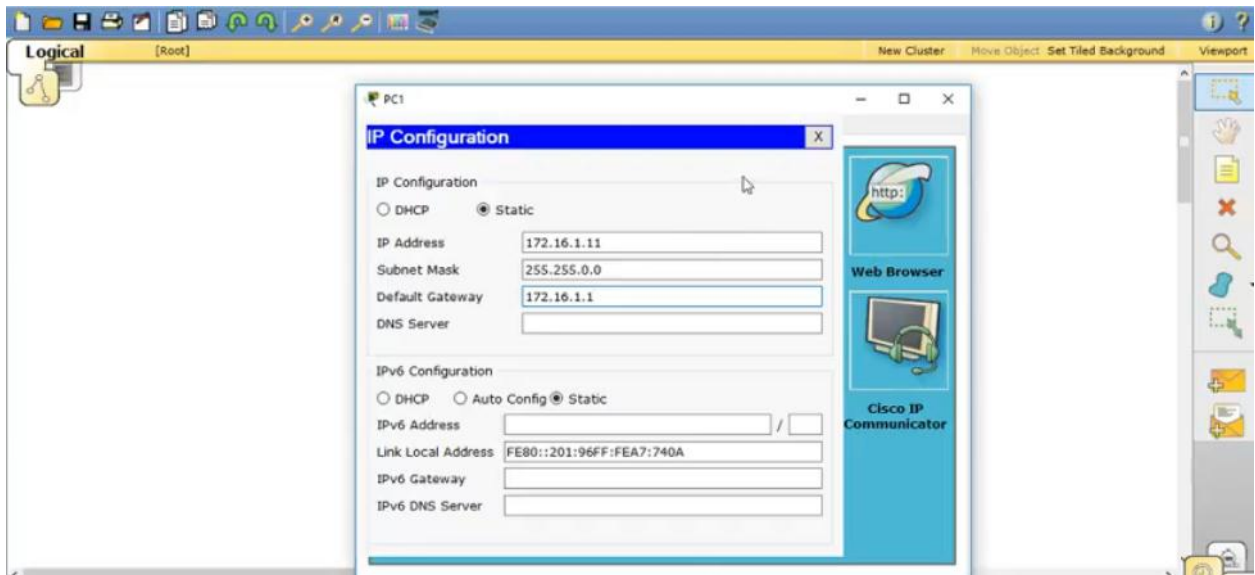 Logical [Root] New Cluster Move Object Set Tiled Background Viewport
PC1
IP Configuration X
IP Configuration
DHCP Static
IP Address 172.16.1.11
Subnet Mask 255.255.0.0
Default Gateway 172.16.1.1
DNS Server
IPv6 Configuration
DHCP Auto Config Static
IPv6 Address /
Link Local Address FE80::201:96FF:FEA7:740A
IPv6 Gateway
IPv6 DNS Server
http:
Web Browser
Cisco IP
Communicator